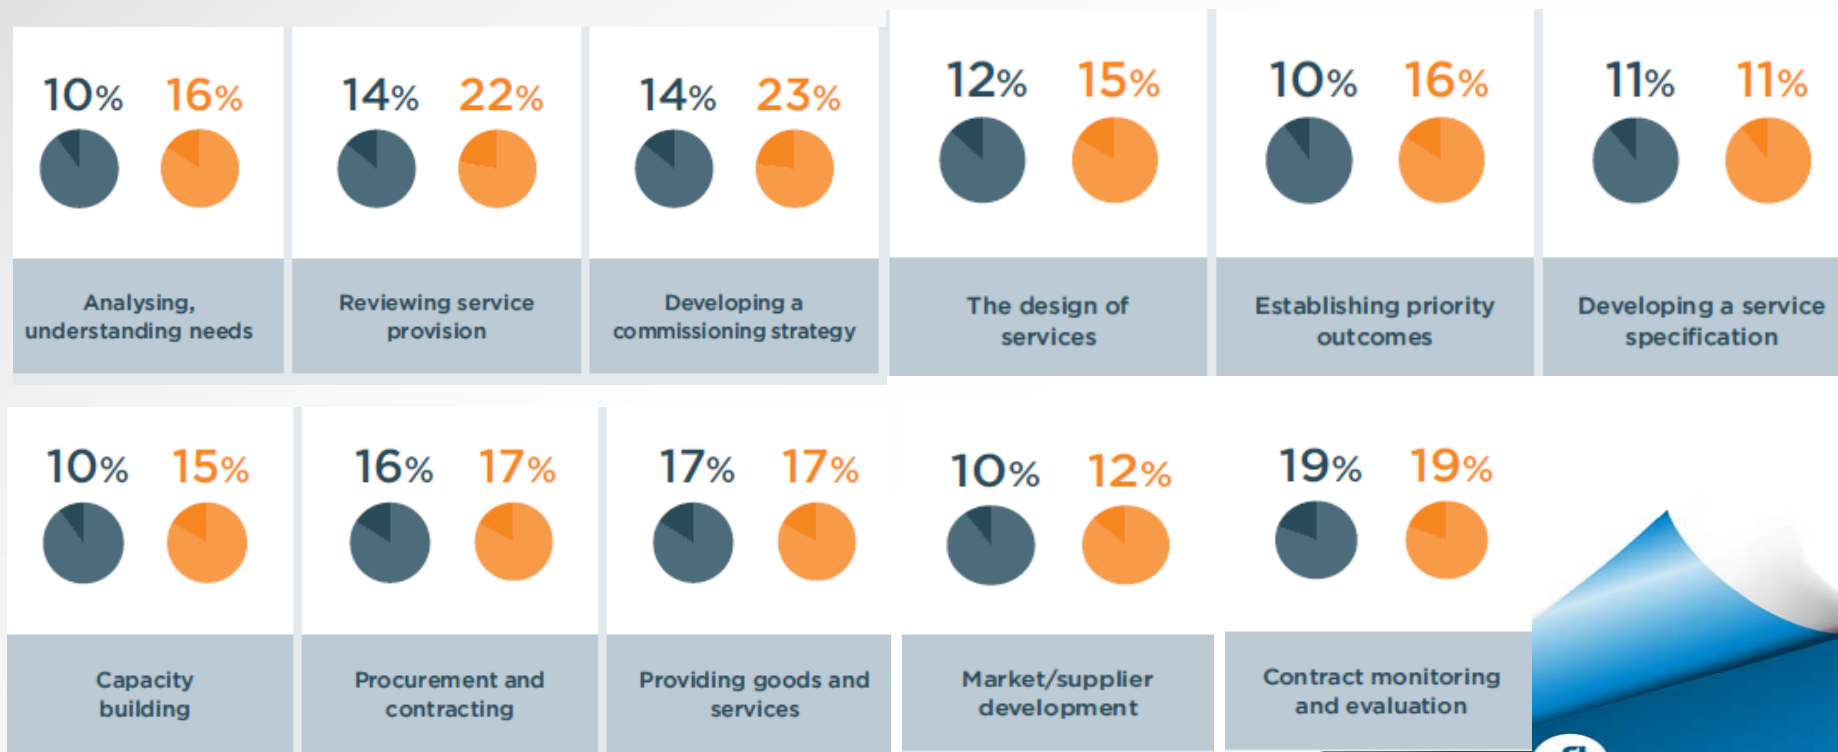 10% 16%
14% 22%
14% 23%
12% 15%
10% 16%
11% 11%
Analysing,
understanding needs
Reviewing service
provision
Developing a
commissioning strategy
The design of
services
Establishing priority
outcomes
Developing a service
specification
10% 15%
16% 17%
17% 17%
10% 12%
19% 19%
Capacity
building
Procurement and
contracting
Providing goods and
services
Market/supplier
development
Contract monitoring
and evaluation